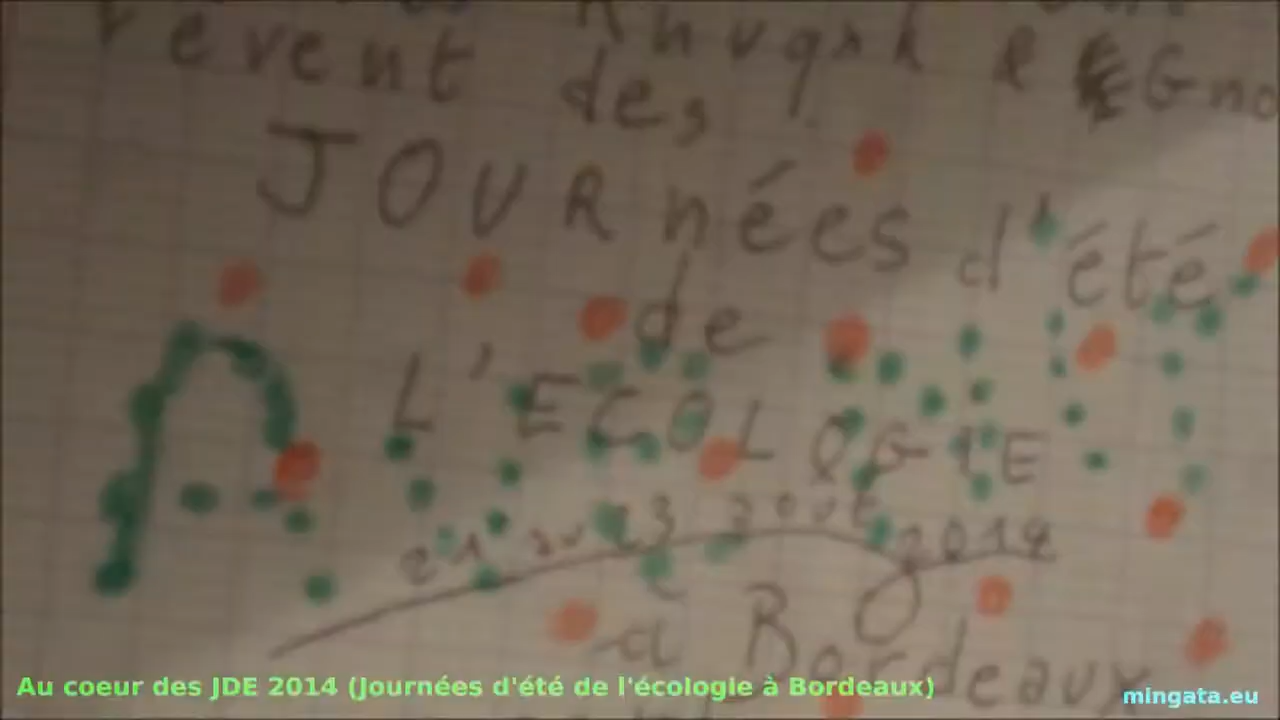 rêvent des
JOURnées d'été
de
L'ECOLOGIE
21 au 23 août 2014
à Bordeaux
Au coeur des JDE 2014 (Journées d'été de l'écologie à Bordeaux)
mingata.eu